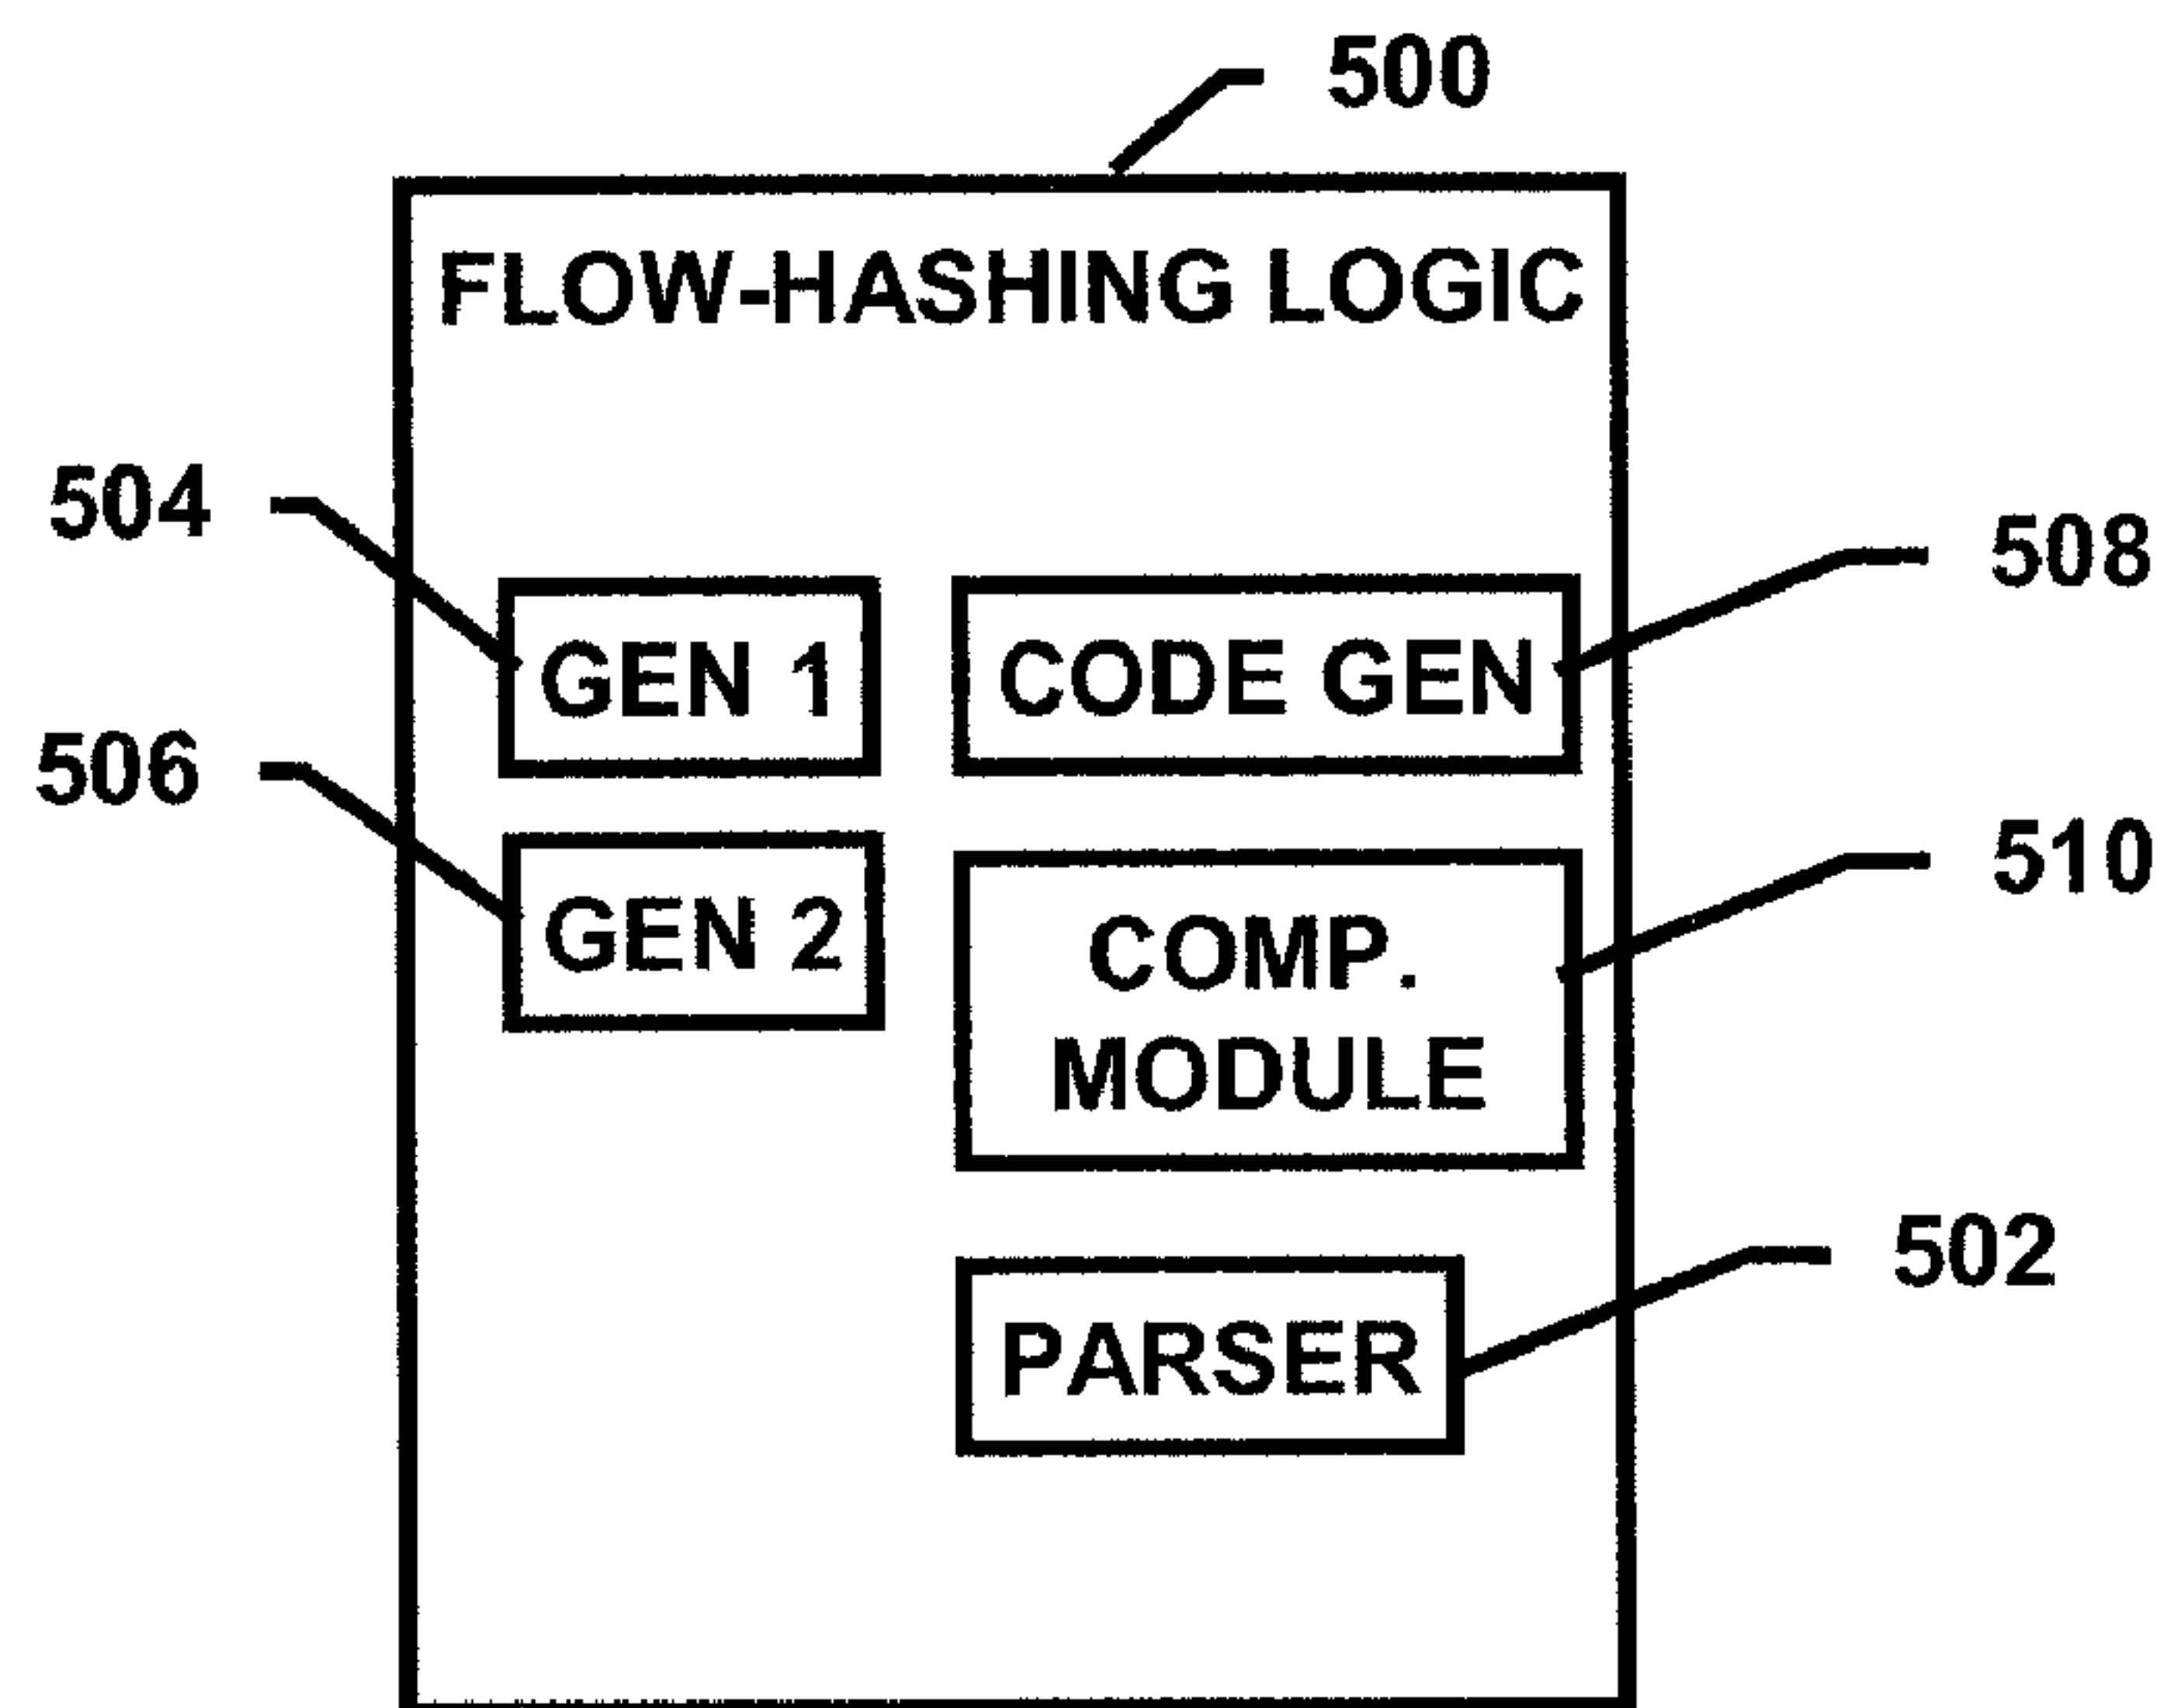 500
FLOW-HASHING LOGIC
504
508
GEN 1
CODE GEN
506
510
GEN 2
COMP.
MODULE
502
PARSER